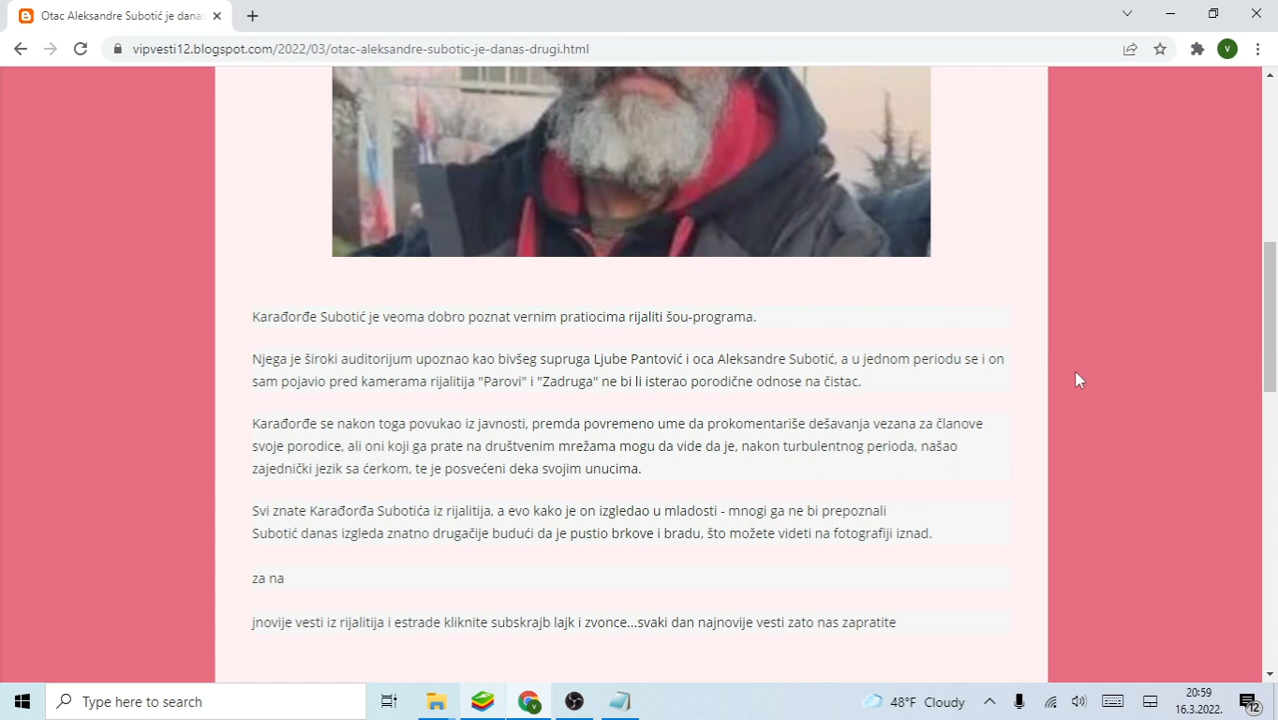 Otac Aleksandre Subotić je dana
vipvesti12.blogspot.com/2022/03/otac-aleksandre-subotic-je-danas-drugi.html
V
Karađorđe Subotić je veoma dobro poznat vernim pratiocima rijaliti šou-programa.
Njega je široki auditorijum upoznao kao bivšeg supruga Ljube Pantović i oca Aleksandre Subotić, a u jednom periodu se i on
sam pojavio pred kamerama rijalitija "Parovi" i "Zadruga" ne bi li isterao porodične odnose na čistac.
Karađorđe se nakon toga povukao iz javnosti, premda povremeno ume da prokomentariše dešavanja vezana za članove
svoje porodice, ali oni koji ga prate na društvenim mrežama mogu da vide da je, nakon turbulentnog perioda, našao
zajednički jezik sa ćerkom, te je posvećeni deka svojim unucima.
Svi znate Karađorđa Subotića iz rijalitija, a evo kako je on izgledao u mladosti - mnogi ga ne bi prepoznali
Subotić danas izgleda znatno drugačije budući da je pustio brkove i bradu, što možete videti na fotografiji iznad.
za na
jnovije vesti iz rijalitija i estrade kliknite subskrajb lajk i zvonce...svaki dan najnovije vesti zato nas zapratite
Type here to search
48°F Cloudy
20:59
16.3.2022.
12